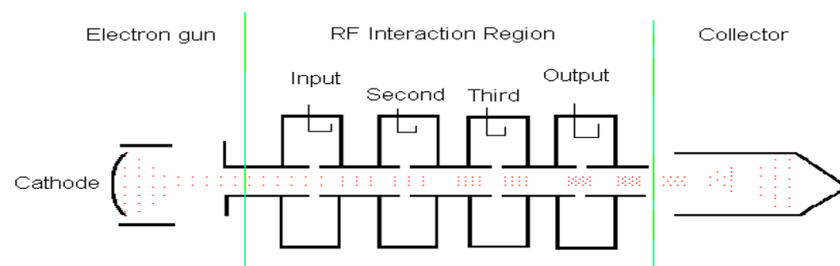 Electron gun
RF Interaction Region
Collector
Input
Second
Third
Output
Cathode